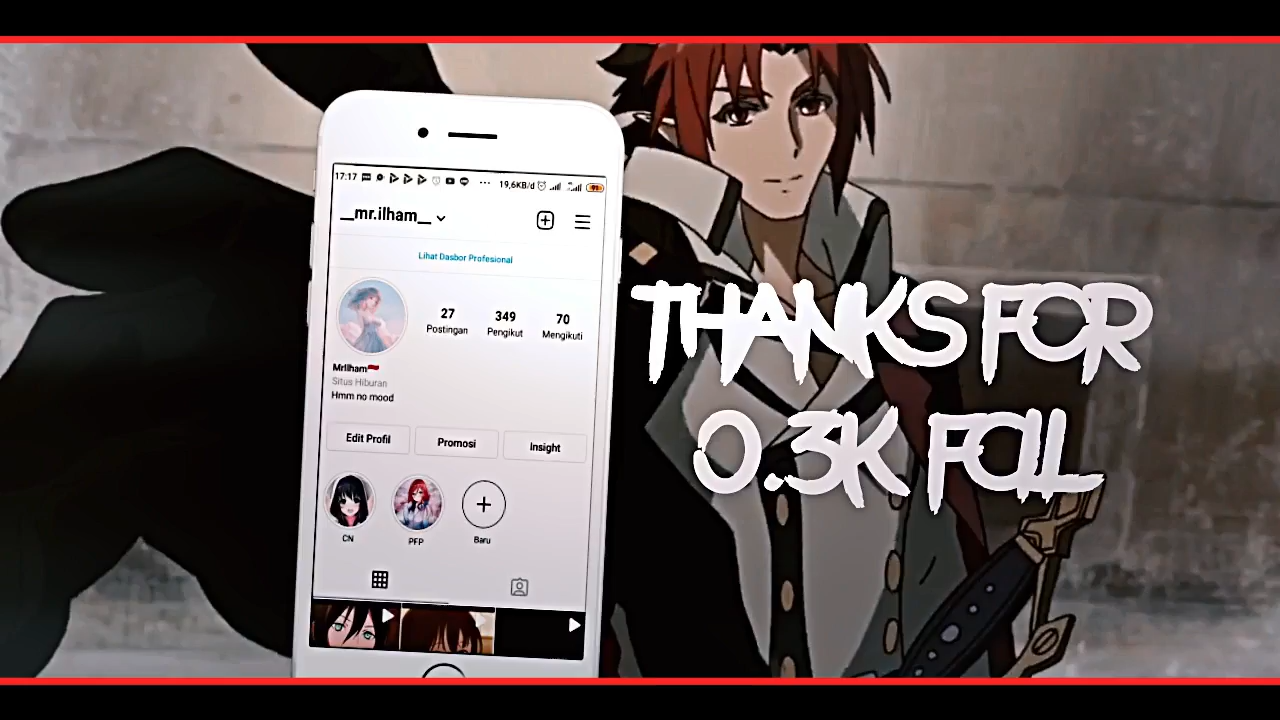 17:17
19,6KB/d
91
__mr.ilham__
Lihat Dasbor Profesional
27 349 70
Postingan Pengikut Mengikuti
MrIlham
Situs Hiburan
Hmm no mood
Edit Profil Promosi Insight
CN PFP Baru
THANKS FOR
0.3K FOLL